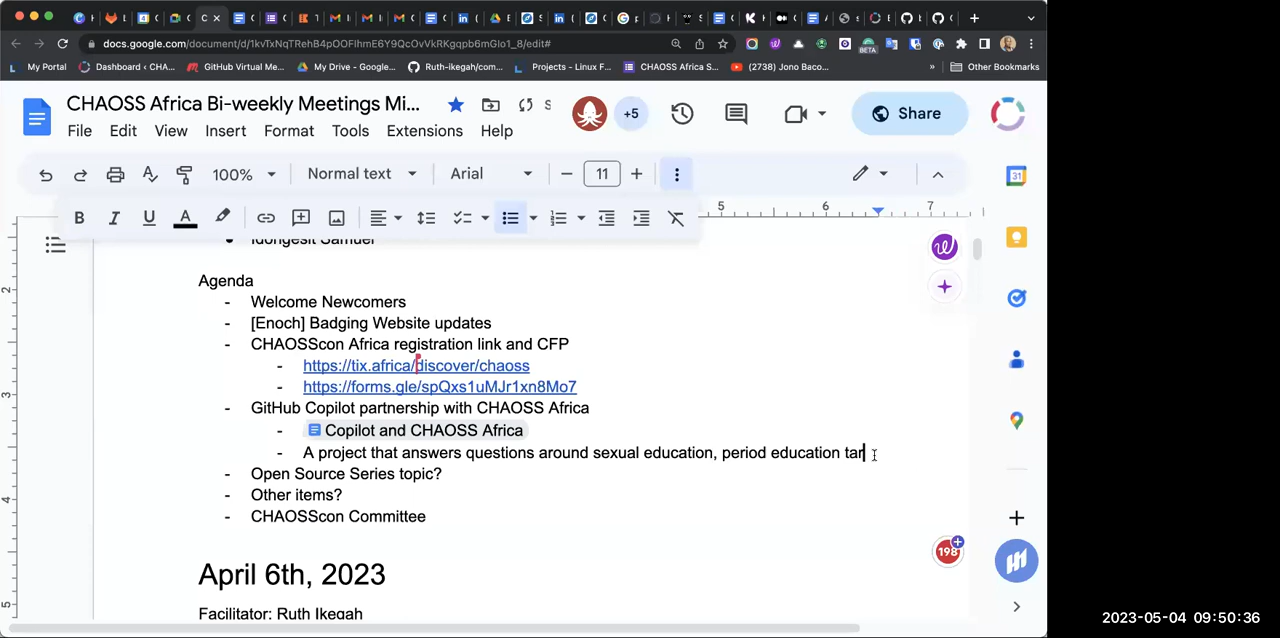 docs.google.com/document/d/1kvTxNqTRehB4pOOFlhmE6Y9QcOvVkRKgqpb6mGlo1_8/edit#
BETA
My Portal
Dashboard ‹ CHA...
GitHub Virtual Me...
My Drive - Google...
Ruth-ikegah/com...
Projects - Linux F...
CHAOSS Africa S...
(2738) Jono Baco...
»
Other Bookmarks
CHAOSS Africa Bi-weekly Meetings Mi...
+5
Share
File Edit View Insert Format Tools Extensions Help
100% Normal text Arial 11
5 6 7
Idongesit Samuel
Agenda
- Welcome Newcomers
- [Enoch] Badging Website updates
- CHAOSScon Africa registration link and CFP
- https://tix.africa/discover/chaoss
- https://forms.gle/spQxs1uMJr1xn8Mo7
- GitHub Copilot partnership with CHAOSS Africa
- Copilot and CHAOSS Africa
- A project that answers questions around sexual education, period education tar
- Open Source Series topic?
- Other items?
- CHAOSScon Committee
198
April 6th, 2023
Facilitator: Ruth Ikegah
2023-05-04 09:50:36